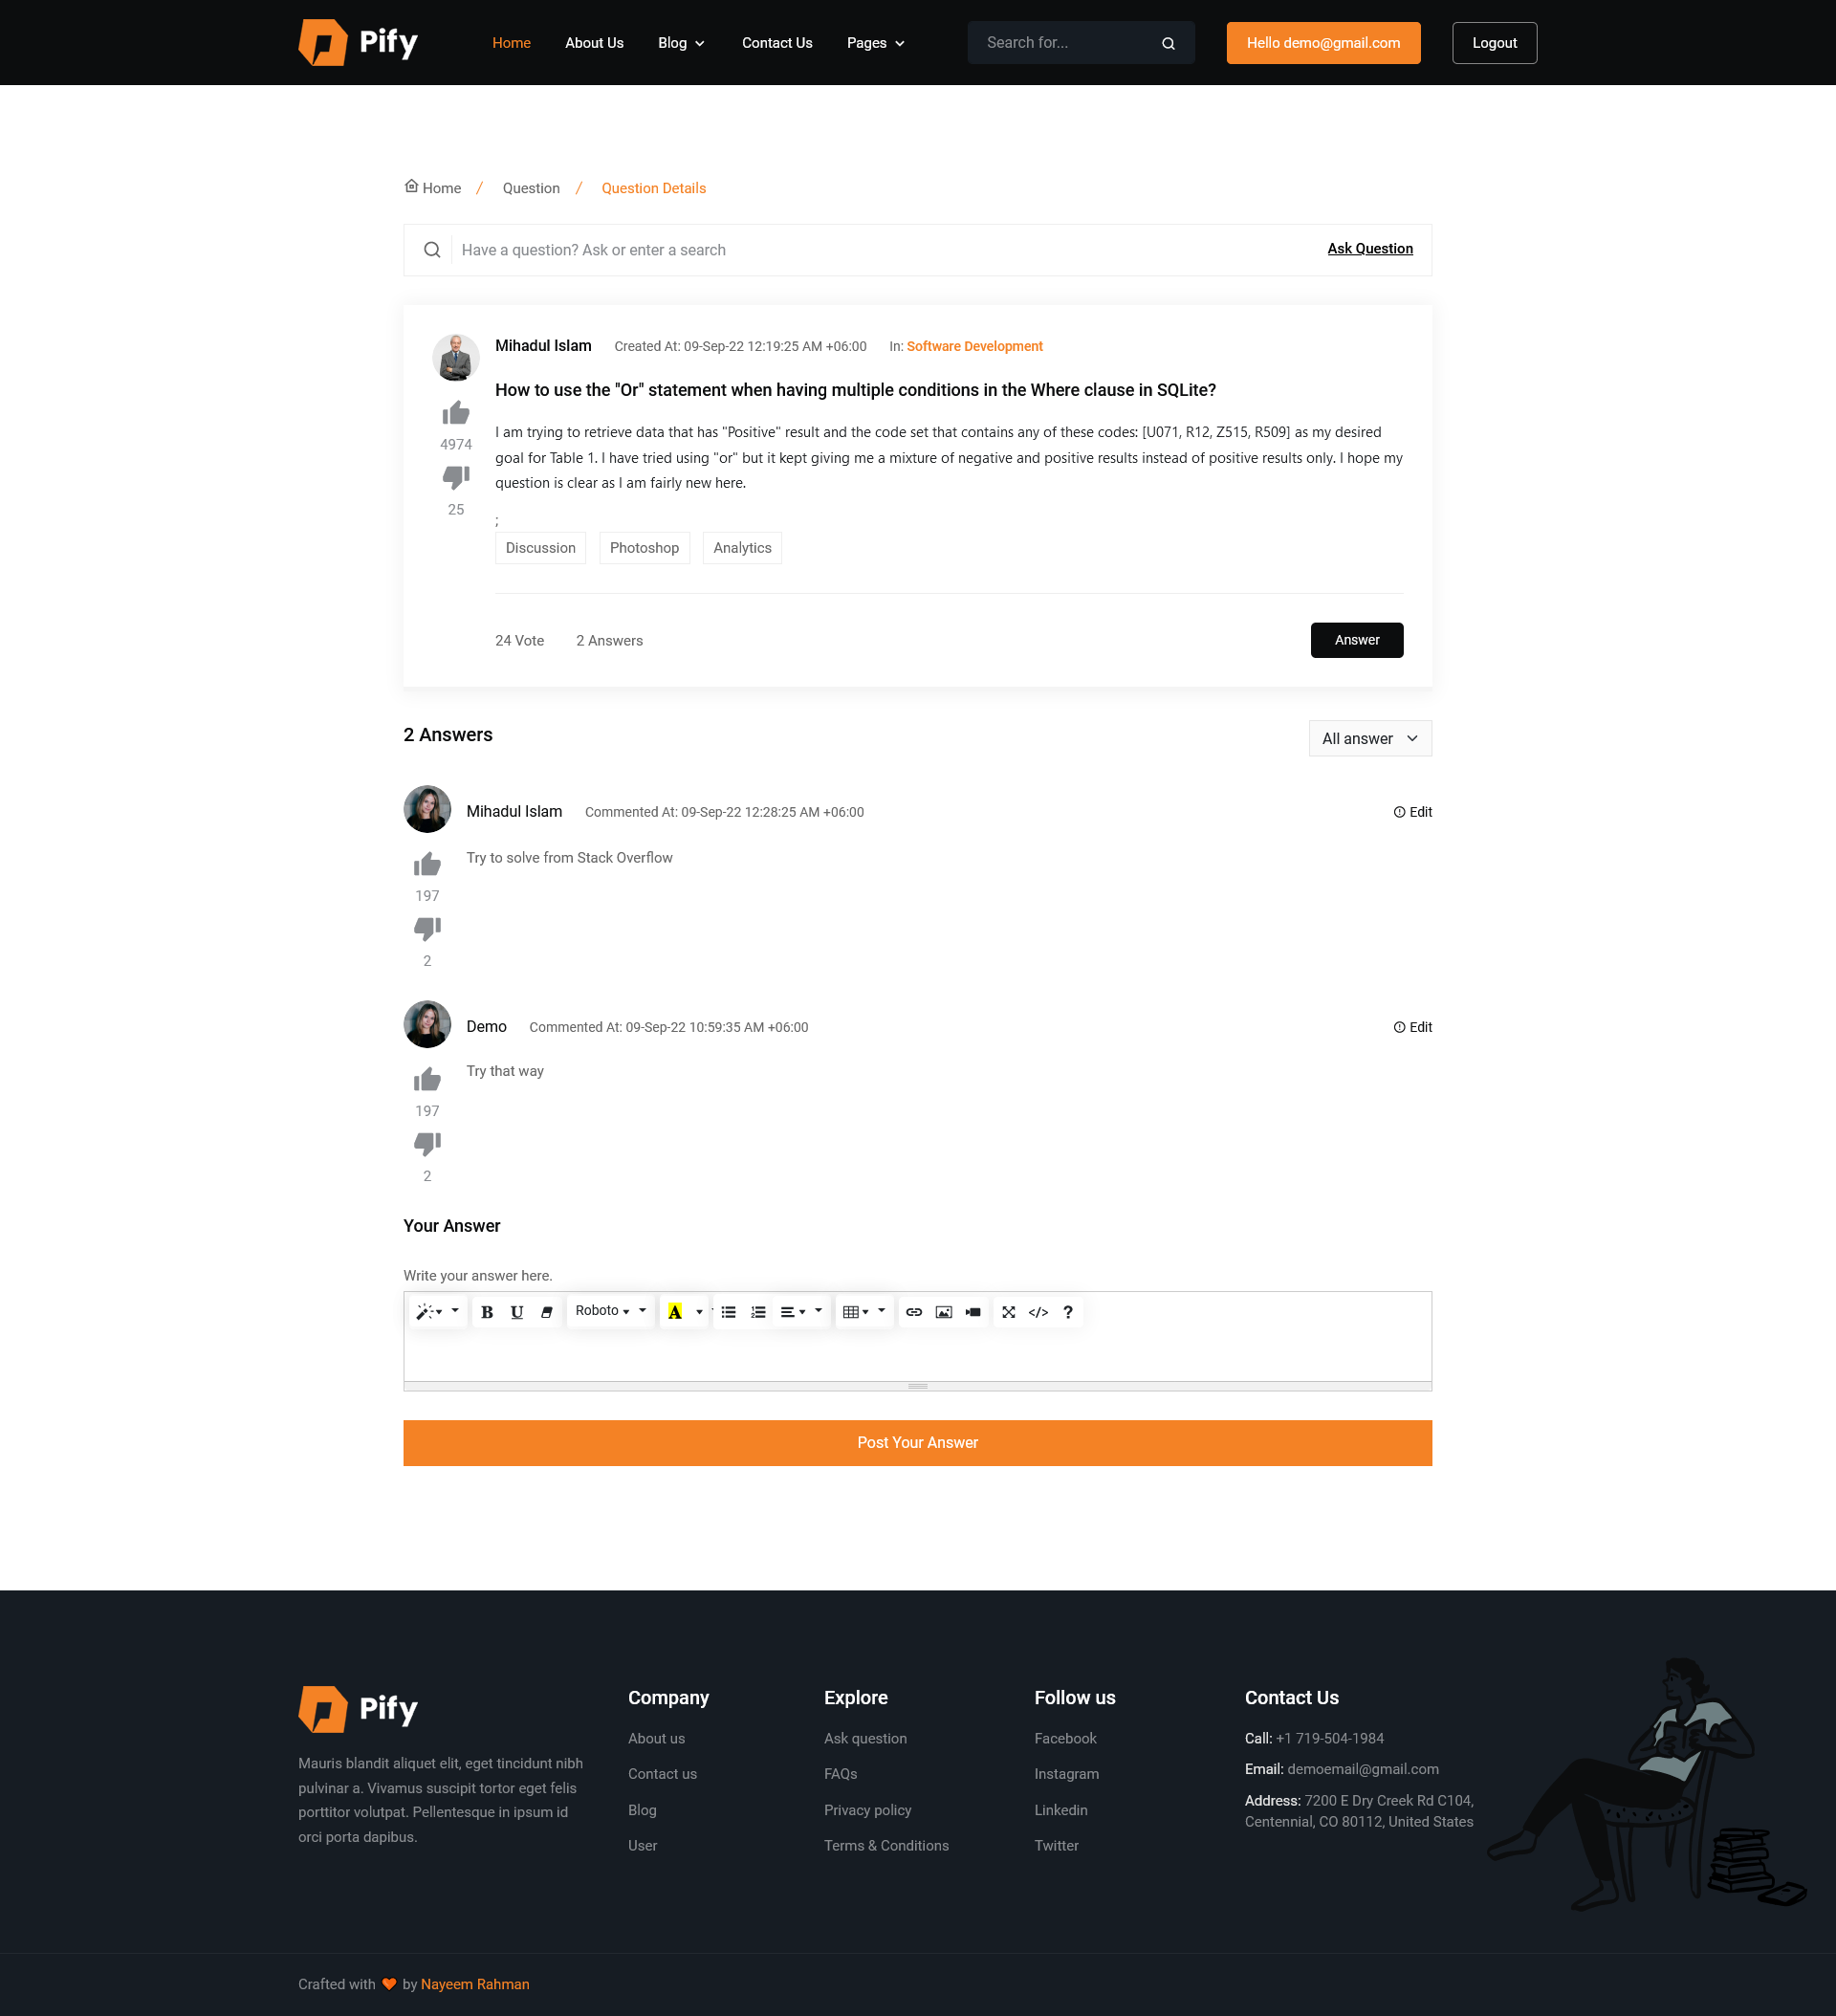 Pify
Home About Us Blog Contact Us Pages Search for... Hello demo@gmail.com Logout
Home / Question / Question Details
Have a question? Ask or enter a search Ask Question
Mihadul Islam Created At: 09-Sep-22 12:19:25 AM +06:00 In: Software Development
How to use the "Or" statement when having multiple conditions in the Where clause in SQLite?
4974
25
I am trying to retrieve data that has "Positive" result and the code set that contains any of these codes: [U071, R12, Z515, R509] as my desired
goal for Table 1. I have tried using "or" but it kept giving me a mixture of negative and positive results instead of positive results only. I hope my
question is clear as I am fairly new here.
;
Discussion Photoshop Analytics
24 Vote 2 Answers Answer
2 Answers All answer
Mihadul Islam Commented At: 09-Sep-22 12:28:25 AM +06:00 Edit
Try to solve from Stack Overflow
197
2
Demo Commented At: 09-Sep-22 10:59:35 AM +06:00 Edit
Try that way
197
2
Your Answer
Write your answer here.
B U Roboto A </> ?
Post Your Answer
Pify
Mauris blandit aliquet elit, eget tincidunt nibh
pulvinar a. Vivamus suscipit tortor eget felis
porttitor volutpat. Pellentesque in ipsum id
orci porta dapibus.
Company
About us
Contact us
Blog
User
Explore
Ask question
FAQs
Privacy policy
Terms & Conditions
Follow us
Facebook
Instagram
Linkedin
Twitter
Contact Us
Call: +1 719-504-1984
Email: demoemail@gmail.com
Address: 7200 E Dry Creek Rd C104,
Centennial, CO 80112, United States
Crafted with ❤ by Nayeem Rahman